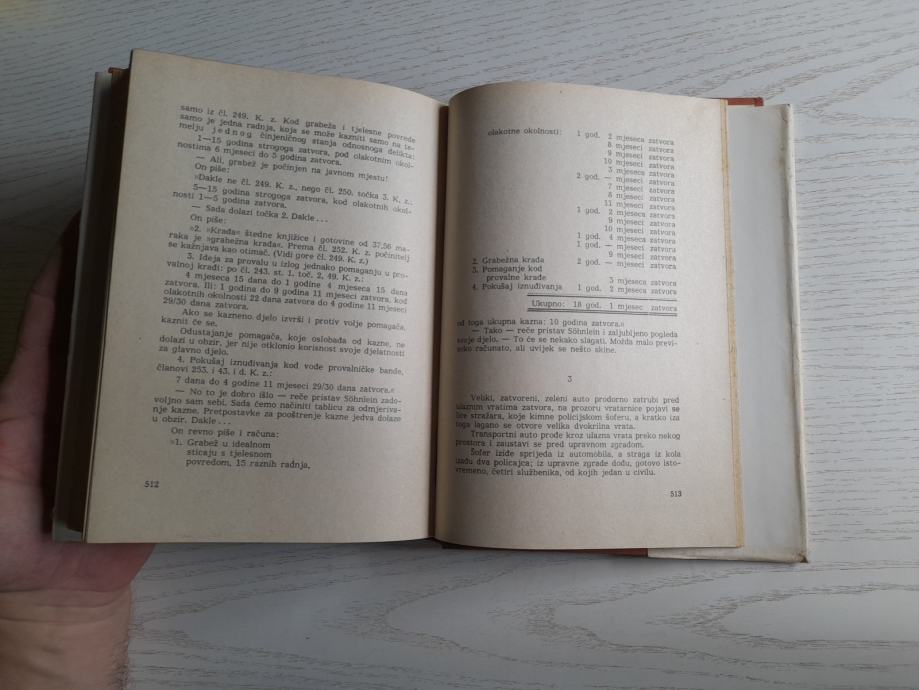 samo iz čl. 249. K. z. Kod grabeža i tjelesne povrede
samo je jedna radnja, koja se može kazniti samo na te-
melju jednog činjeničnog stanja odnosnoga delikta:
1—15 godina strogoga zatvora, pod olakotnim okol-
nostima 6 mjeseci do 5 godina zatvora.
— Ali, grabež je počinjen na javnom mjestu!
On piše:
»Dakle ne čl. 249. K. z., nego čl. 250. točka 3. K. z.:
5—15 godina strogoga zatvora, kod olakotnih okol-
nosti 1—5 godina zatvora.
— Sada dolazi točka 2. Dakle...
On piše:
»2. »Krađa« štedne knjižice i gotovine od 37,56 ma-
raka je »grabežna krađa«. Prema čl. 252. K. z. počinitelj
se kažnjava kao otimač. (Vidi gore čl. 249. K. z.)
3. Ideja za provalu u izlog jednako pomaganju u pro-
valnoj krađi: po čl. 243. st. 1. toč. 2, 49. K. z.:
4 mjeseca 15 dana do 1 godine 4 mjeseca 15 dana
zatvora. Ili: 1 godina do 9 godina 11 mjeseci zatvora, kod
olakotnih okolnosti 22 dana zatvora do 4 godine 11 mjeseci
29/30 dana zatvora.
Ako se kazneno djelo izvrši i protiv volje pomagača,
kaznit će se.
Odustajanje pomagača, koje oslobađa od kazne, ne
dolazi u obzir, jer nije otklonio korisnost svoje djelatnosti
za glavno djelo.
4. Pokušaj iznuđivanja kod vođe provalničke bande,
članovi 253. i 43, i d. K. z.:
7 dana do 4 godine 11 mjeseci 29/30 dana zatvora.«
— No to je dobro išlo — reče pristav Söhnlein zado-
voljno sam sebi. Sada ćemo načiniti tablicu za odmjeriva-
nje kazne. Pretpostavke za pooštrenje kazne jedva dolaze
u obzir. Dakle...
On revno piše i računa:
»1. Grabež u idealnom
sticaju s tjelesnom
povredom, 15 raznih radnja,
512
olakotne okolnosti: 1 god. 2 mjeseca zatvora
8 mjeseci zatvora
9 mjeseci zatvora
10 mjeseci zatvora
3 mjeseca zatvora
2 god. — mjeseci zatvora
7 mjeseci zatvora
8 mjeseci zatvora
11 mjeseci zatvora
1 god. 2 mjeseca zatvora
9 mjeseci zatvora
10 mjeseci zatvora
1 god. 4 mjeseca zatvora
1 god. — mjeseci zatvora
9 mjeseci zatvora
2. Grabežna krađa 2 god. — mjeseci zatvora
3. Pomaganje kod
provalne krađe 3 mjeseca zatvora
4. Pokušaj iznuđivanja 1 god. 2 mjeseca zatvora
Ukupno: 18 god. 1 mjesec zatvora
od toga ukupna kazna: 10 godina zatvora.«
— Tako — reče pristav Söhnlein i zaljubljeno pogleda
svoje djelo, — To će se nekako slagati. Možda malo previ-
soko računato, ali uvijek se nešto skine.
3
Veliki, zatvoreni, zeleni auto prodorno zatrubi pred
ulaznim vratima zatvora, na prozoru vratarnice pojavi se
lice stražara, koje kimne policijskom šoferu, a kratko iza
toga lagano se otvore velika dvokrilna vrata.
Transportni auto prođe kroz ulazna vrata preko nekog
prostora i zaustavi se pred upravnom zgradom.
Šofer iziđe sprijeda iz automobila, a straga iz kola
izađu dva policajca; iz upravne zgrade dođu, gotovo isto-
vremeno, četiri službenika, od kojih jedan u civilu.
513